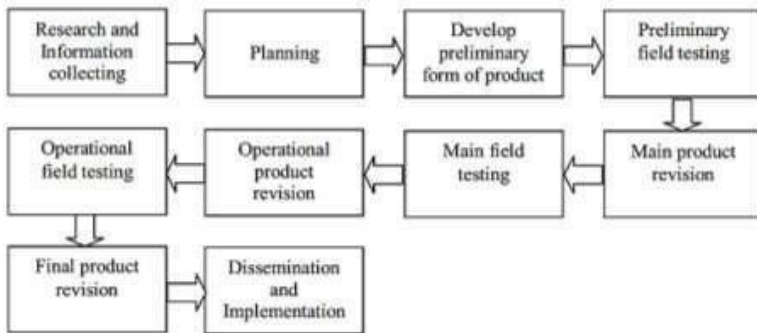 Research and
Information
collecting
Planning
Develop
preliminary
form of product
Preliminary
field testing
Main product
revision
Main field
testing
Operational
product
revision
Operational
field testing
Final product
revision
Dissemination
and
Implementation